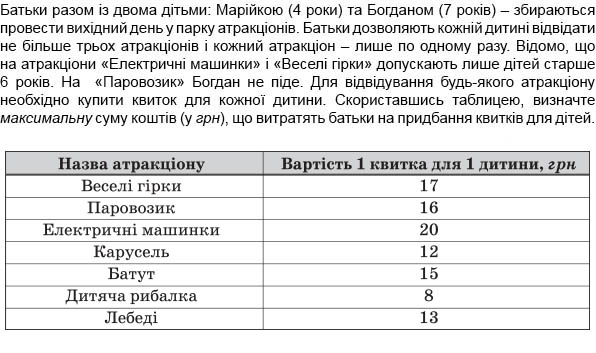 Батьки разом із двома дітьми: Марійкою (4 роки) та Богданом (7 років) – збираються
провести вихідний день у парку атракціонів. Батьки дозволяють кожній дитині відвідати
не більше трьох атракціонів і кожний атракціон – лише по одному разу. Відомо, що
на атракціони «Електричні машинки» і «Веселі гірки» допускають лише дітей старше
6 років. На «Паровозик» Богдан не піде. Для відвідування будь-якого атракціону
необхідно купити квиток для кожної дитини. Скориставшись таблицею, визначте
максимальну суму коштів (у грн), що витратять батьки на придбання квитків для дітей.
Назва атракціону Вартість 1 квитка для 1 дитини, грн
Веселі гірки 17
Паровозик 16
Електричні машинки 20
Карусель 12
Батут 15
Дитяча рибалка 8
Лебеді 13